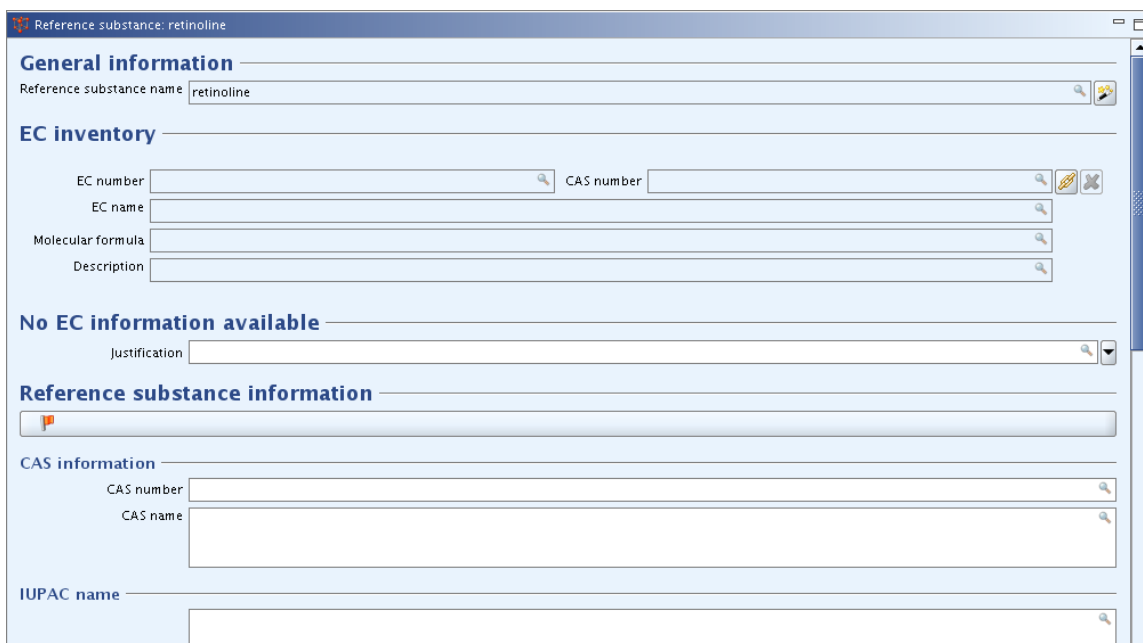 Reference substance: retinoline
General information
Reference substance name retinoline
EC inventory
EC number CAS number
EC name
Molecular formula
Description
No EC information available
Justification
Reference substance information
CAS information
CAS number
CAS name
IUPAC name